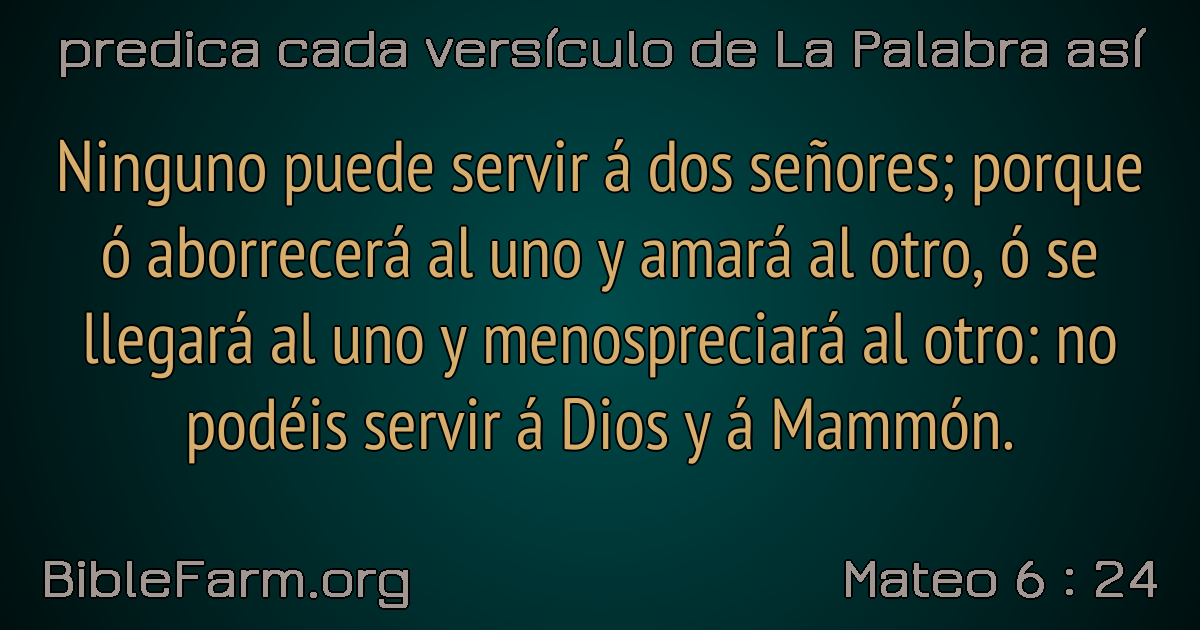 predica cada versículo de La Palabra así
Ninguno puede servir á dos señores; porque
ó aborrecerá al uno y amará al otro, ó se
llegará al uno y menospreciará al otro: no
podéis servir á Dios y á Mammón.
BibleFarm.org
Mateo 6 : 24